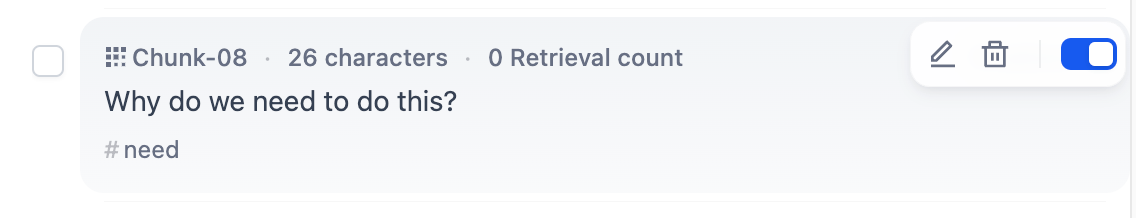 Chunk-08 · 26 characters · 0 Retrieval count
Why do we need to do this?
# need